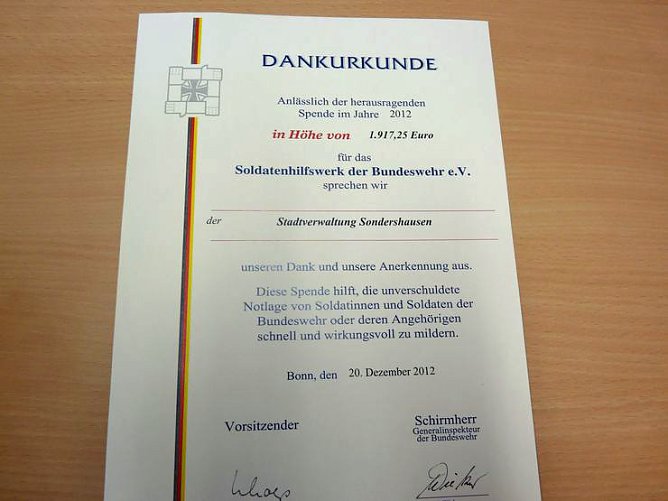 DANKURKUNDE
Anlässlich der herausragenden
Spende im Jahre 2012
in Höhe von 1.917,25 Euro
für das
Soldatenhilfswerk der Bundeswehr e.V.
sprechen wir
der Stadtverwaltung Sondershausen
unseren Dank und unsere Anerkennung aus.
Diese Spende hilft, die unverschuldete
Notlage von Soldatinnen und Soldaten der
Bundeswehr oder deren Angehörigen
schnell und wirkungsvoll zu mildern.
Bonn, den 20. Dezember 2012
Vorsitzender
Schirmherr
Generalinspekteur
der Bundeswehr